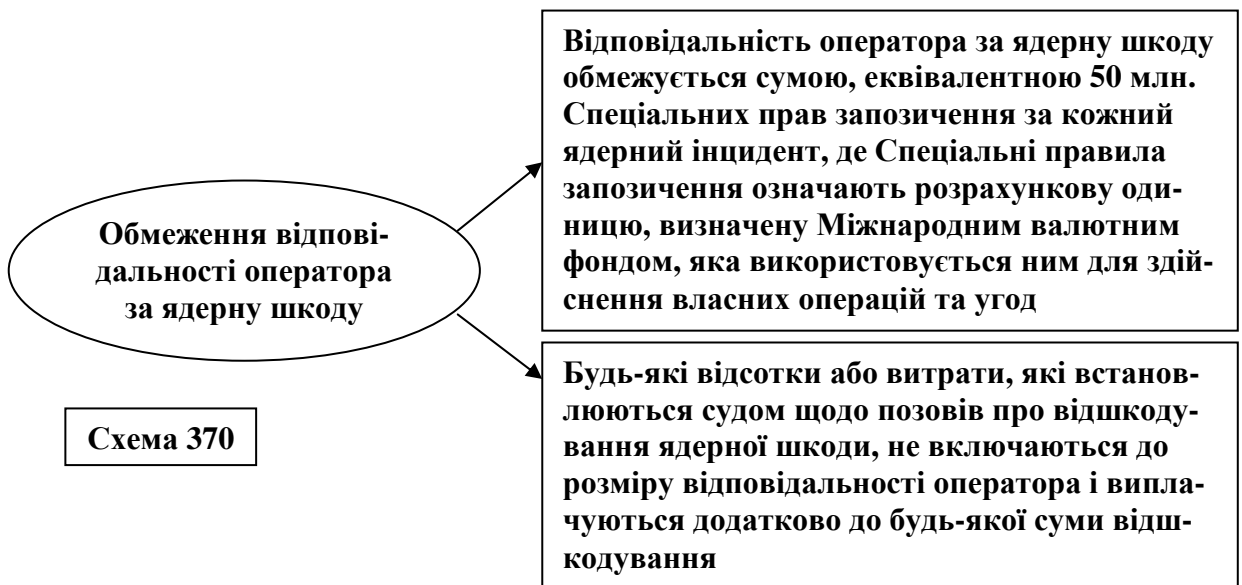 Відповідальність оператора за ядерну шкоду
обмежується сумою, еквівалентною 50 млн.
Спеціальних прав запозичення за кожний
ядерний інцидент, де Спеціальні правила
запозичення означають розрахункову оди-
ницю, визначену Міжнародним валютним
фондом, яка використовується ним для здій-
снення власних операцій та угод
Обмеження відпові-
дальності оператора
за ядерну шкоду
Будь-які відсотки або витрати, які встанов-
люються судом щодо позовів про відшкоду-
вання ядерної шкоди, не включаються до
розміру відповідальності оператора і випла-
чуються додатково до будь-якої суми відш-
кодування
Схема 370